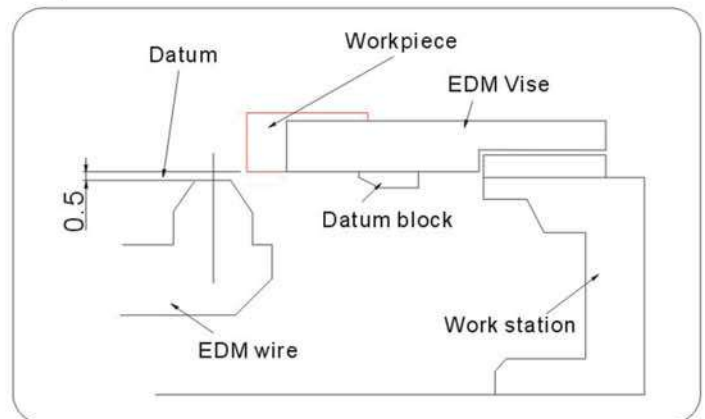 Workpiece
Datum
EDM Vise
0.5
Datum block
Work station
EDM wire